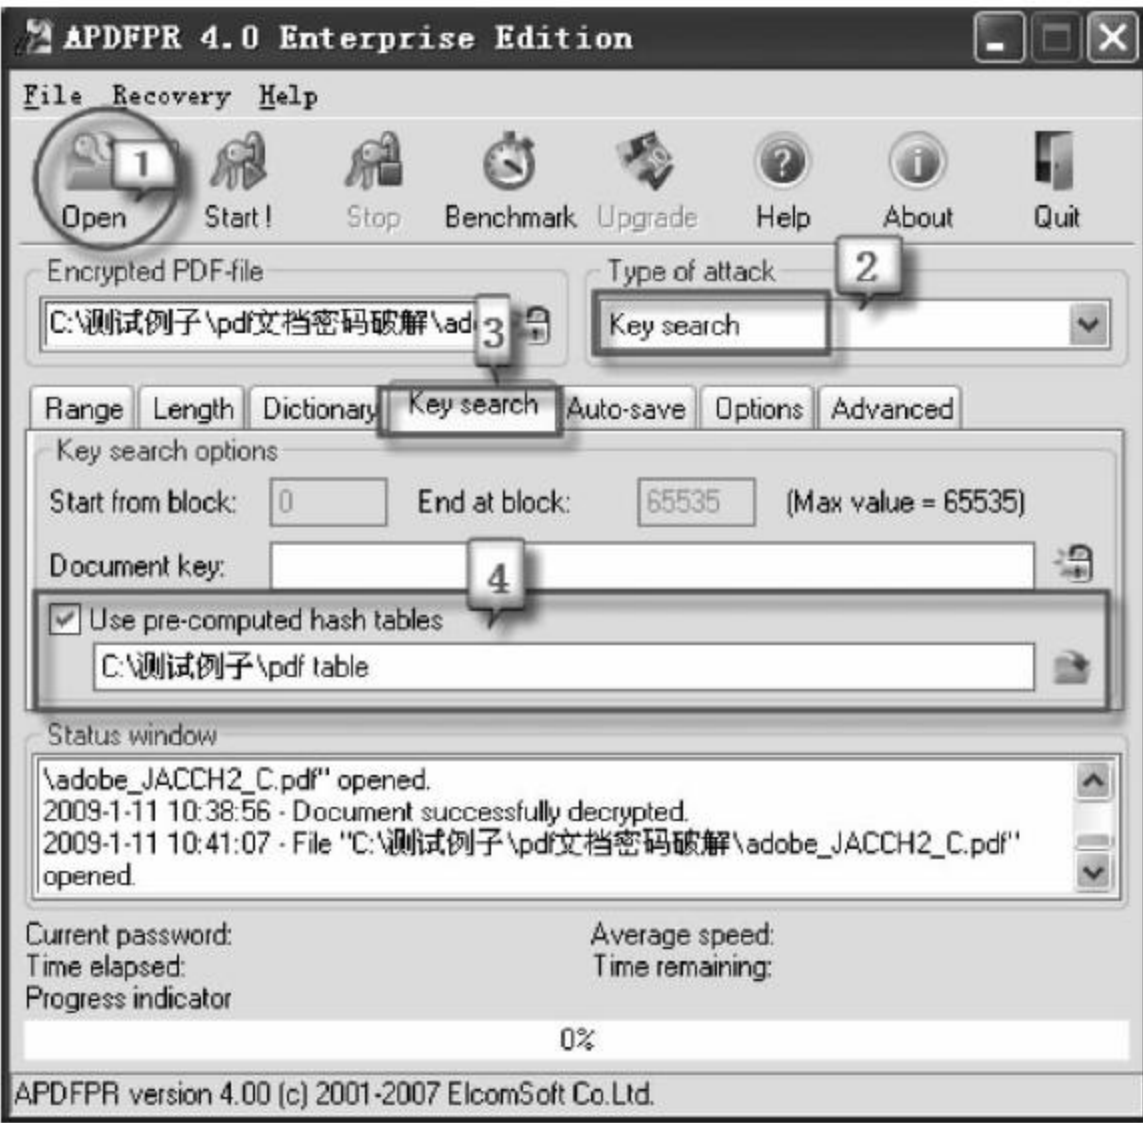 APDFPR 4.0 Enterprise Edition
File Recovery Help
1
Open Start! Stop Benchmark Upgrade Help About Quit
Encrypted PDF-file
Type of attack
2
C:\测试例子\pdf文档密码破解\ad
3
Key search
Range Length Dictionary Key search Auto-save Options Advanced
Key search options
Start from block: 0 End at block: 65535 (Max value = 65535)
Document key:
4
Use pre-computed hash tables
C:\测试例子\pdf table
Status window
\adobe_JACCH2_C.pdf" opened.
2009-1-11 10:38:56 - Document successfully decrypted.
2009-1-11 10:41:07 - File "C:\测试例子\pdf文档密码破解\adobe_JACCH2_C.pdf"
opened.
Current password:
Average speed:
Time elapsed:
Time remaining:
Progress indicator
0%
APDFPR version 4.00 (c) 2001-2007 ElcomSoft Co.Ltd.